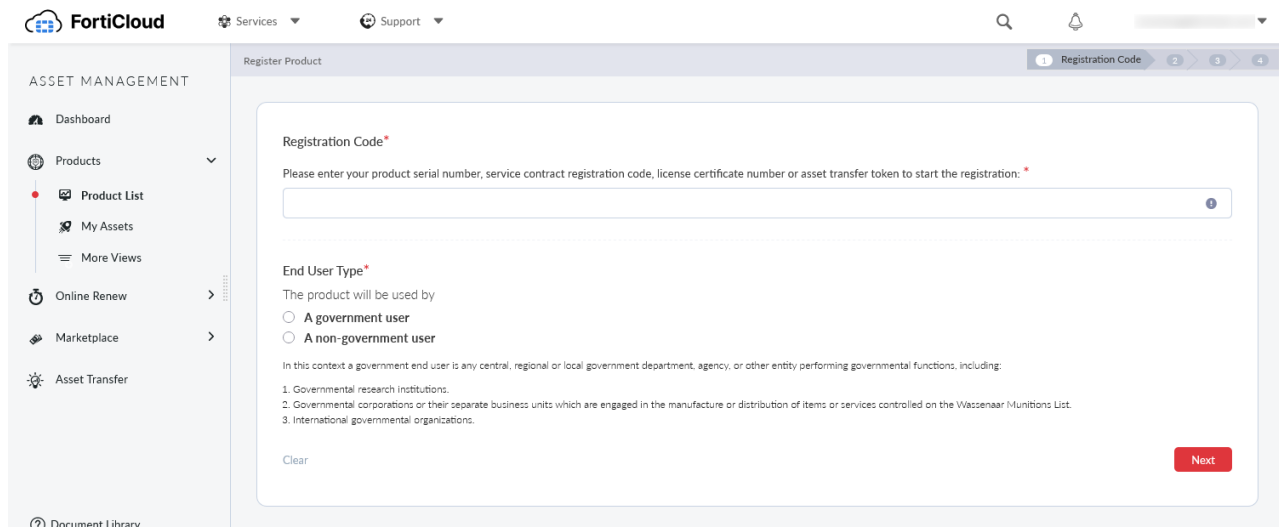 FortiCloud
Services
Support
ASSET MANAGEMENT
Dashboard
Products
Product List
My Assets
More Views
Online Renew
Marketplace
Asset Transfer
Document Library
Register Product
1 Registration Code 2 3 4
Registration Code*
Please enter your product serial number, service contract registration code, license certificate number or asset transfer token to start the registration: *
End User Type*
The product will be used by
A government user
A non-government user
In this context a government end user is any central, regional or local government department, agency, or other entity performing governmental functions, including:
1. Governmental research institutions.
2. Governmental corporations or their separate business units which are engaged in the manufacture or distribution of items or services controlled on the Wassenaar Munitions List.
3. International governmental organizations.
Clear
Next